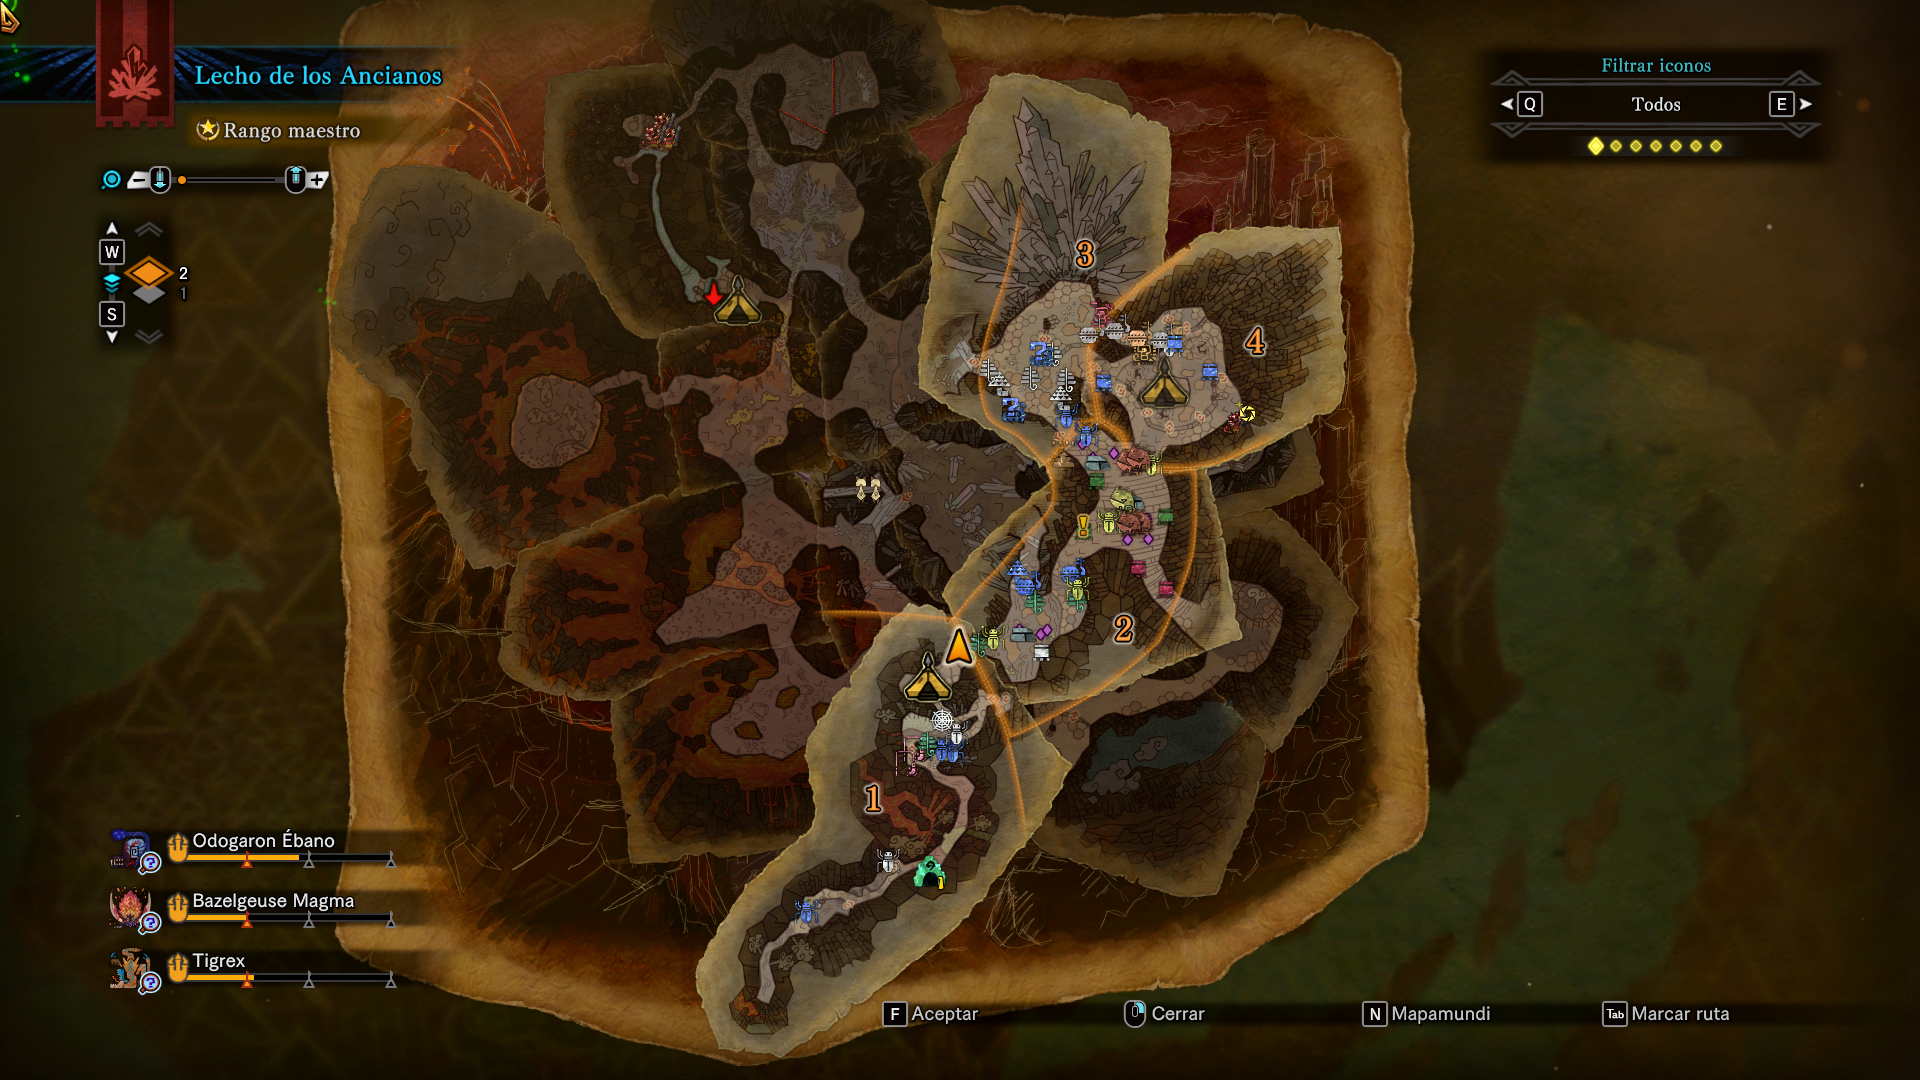 Lecho de los Ancianos
Rango maestro
W
2
1
S
Filtrar iconos
Q Todos E
3
4
2
1
1
Odogaron Ébano
Bazelgeuse Magma
Tigrex
F Aceptar
Cerrar
N Mapamundi
Tab Marcar ruta